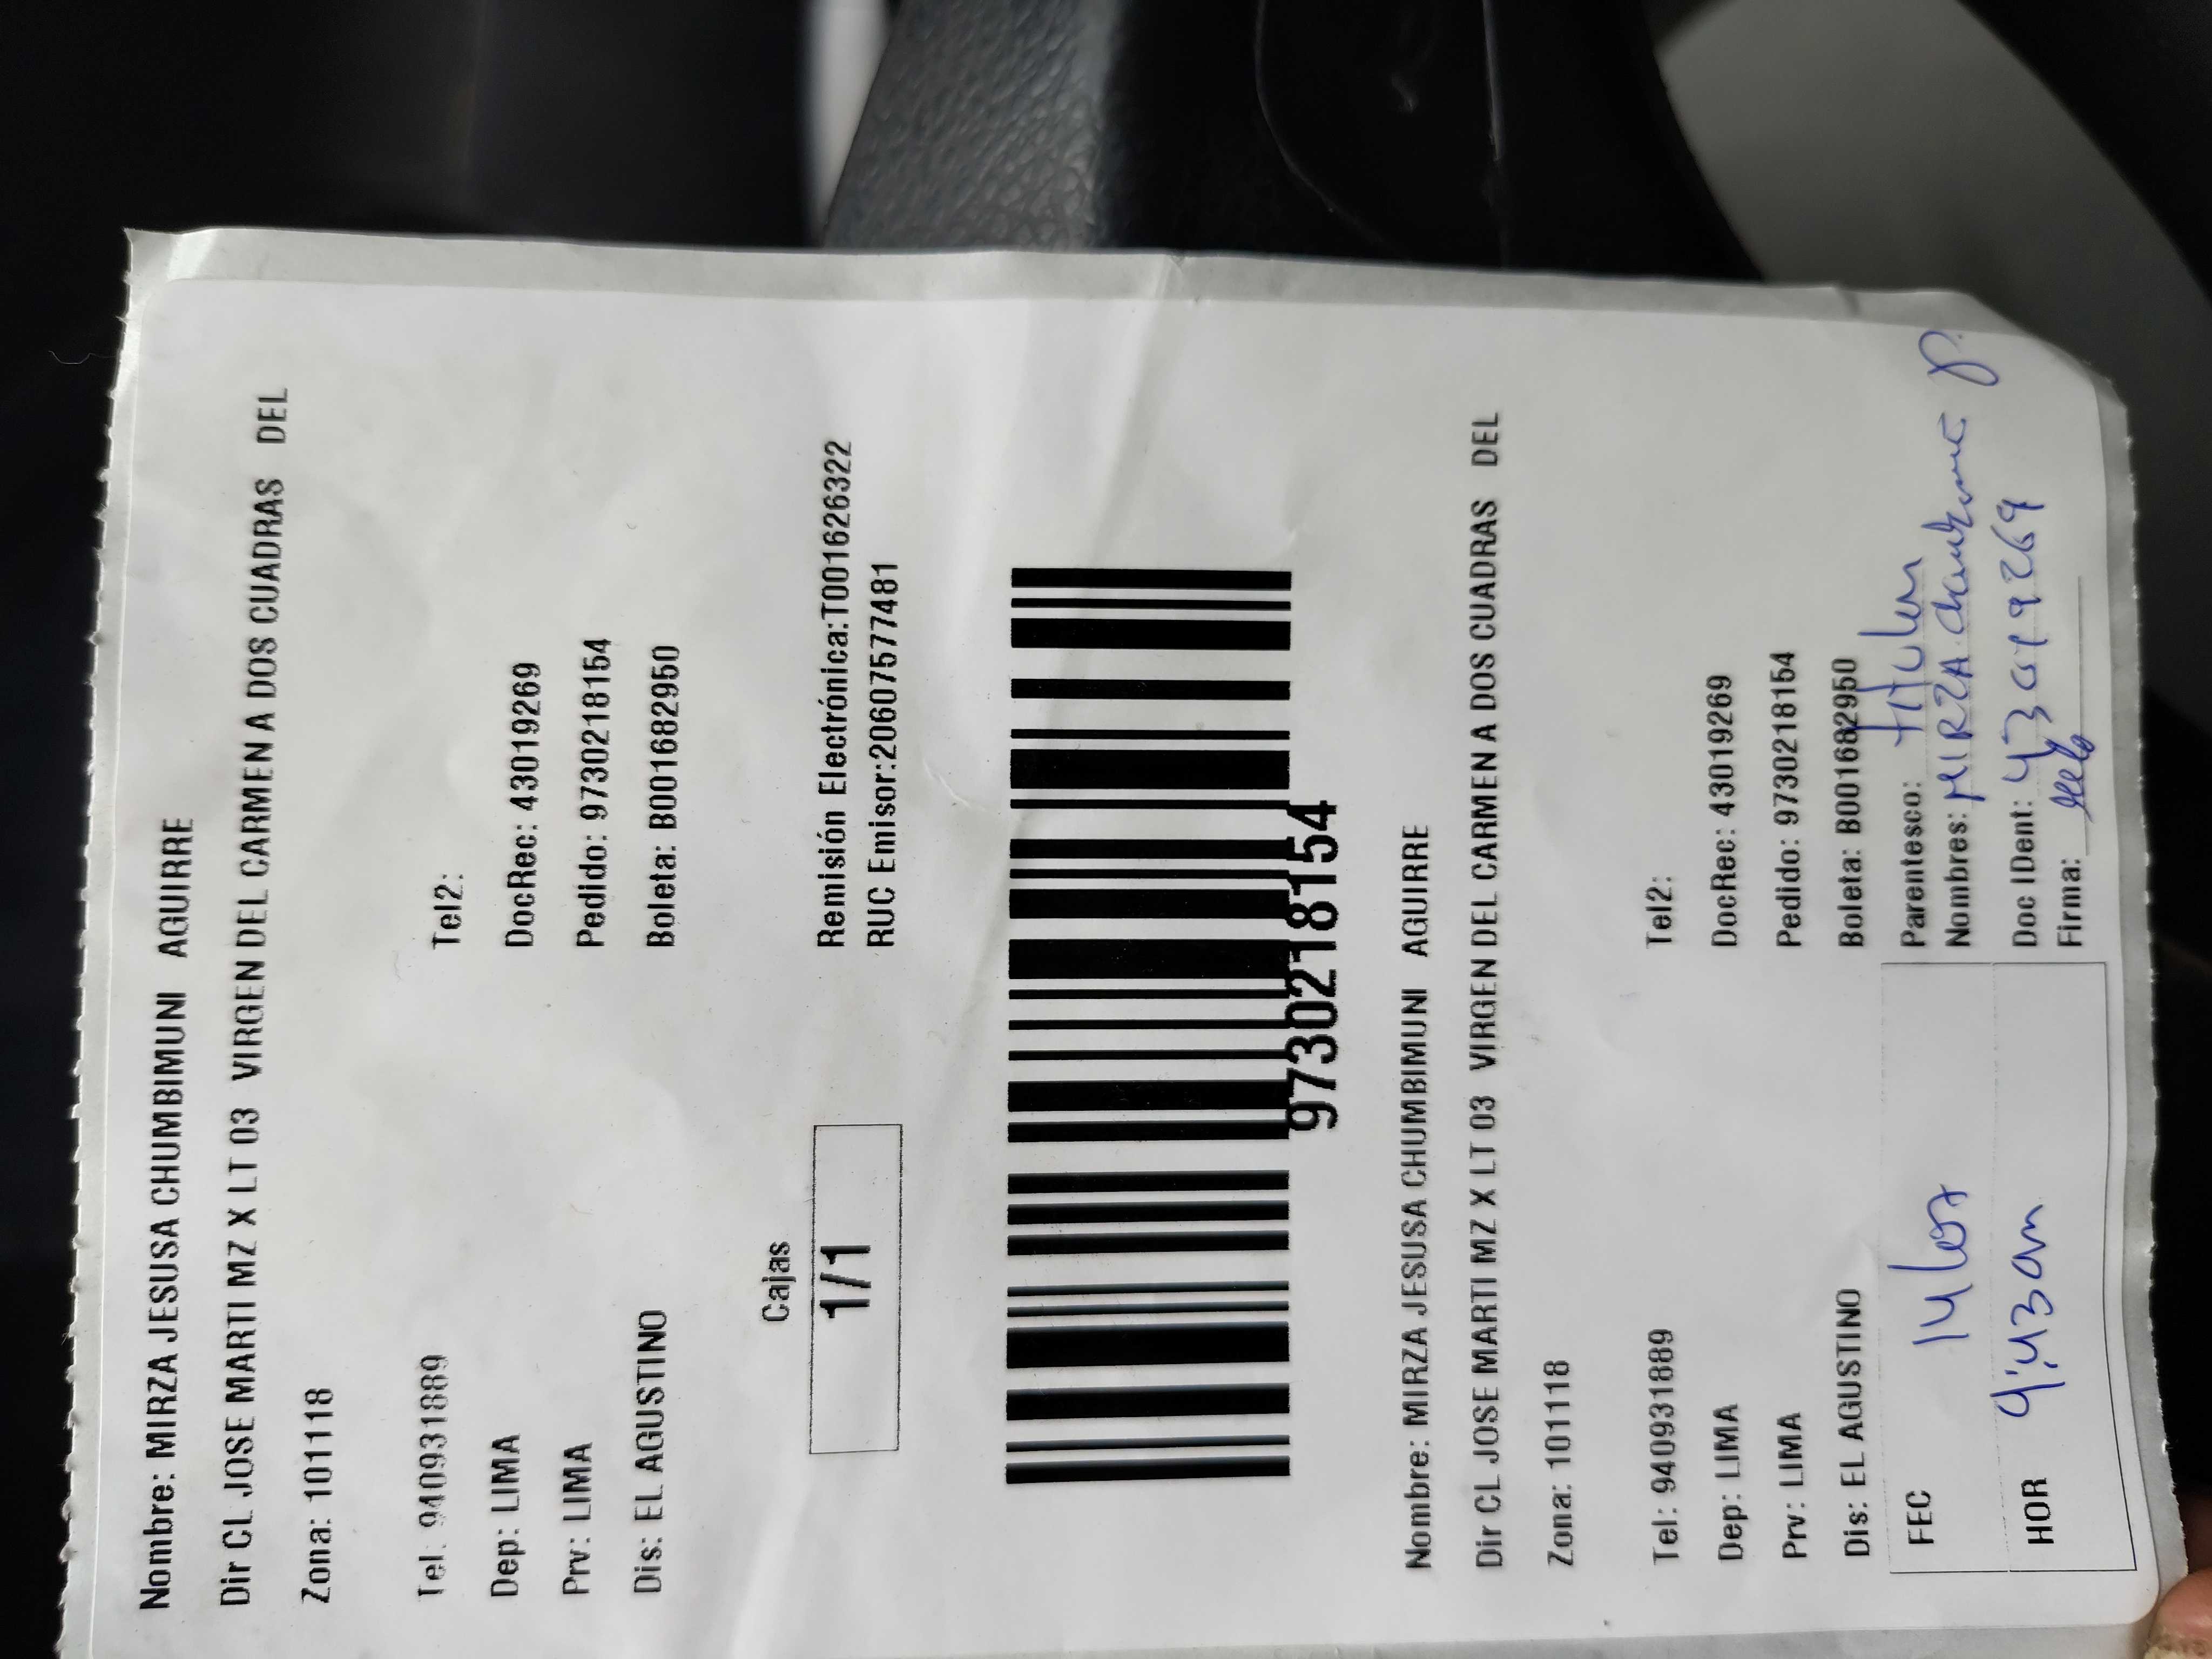 Nombre: MIRZA JESUSA CHUMBIMUNI AGUIRRE
Dir CL JOSE MARTI MZ X LT 03 VIRGEN DEL CARMEN A DOS CUADRAS DEL
Zona: 101118
Tel: 940931889 Tel2:
Dep: LIMA DocRec: 43019269
Prv: LIMA Pedido: 9730218154
Dis: EL AGUSTINO Boleta: B001682950
Cajas
1/1
Remisión Electrónica:T001626322
RUC Emisor:20607577481
9730218154
Nombre: MIRZA JESUSA CHUMBIMUNI AGUIRRE
Dir CL JOSE MARTI MZ X LT 03 VIRGEN DEL CARMEN A DOS CUADRAS DEL
Zona: 101118
Tel: 940931889 Tel2:
Dep: LIMA DocRec: 43019269
Prv: LIMA Pedido: 9730218154
Dis: EL AGUSTINO Boleta: B001682950
FEC Parentesco: titular
Nombres: MIRZA
HOR 9:43am Doc IDent: 43019269
Firma: